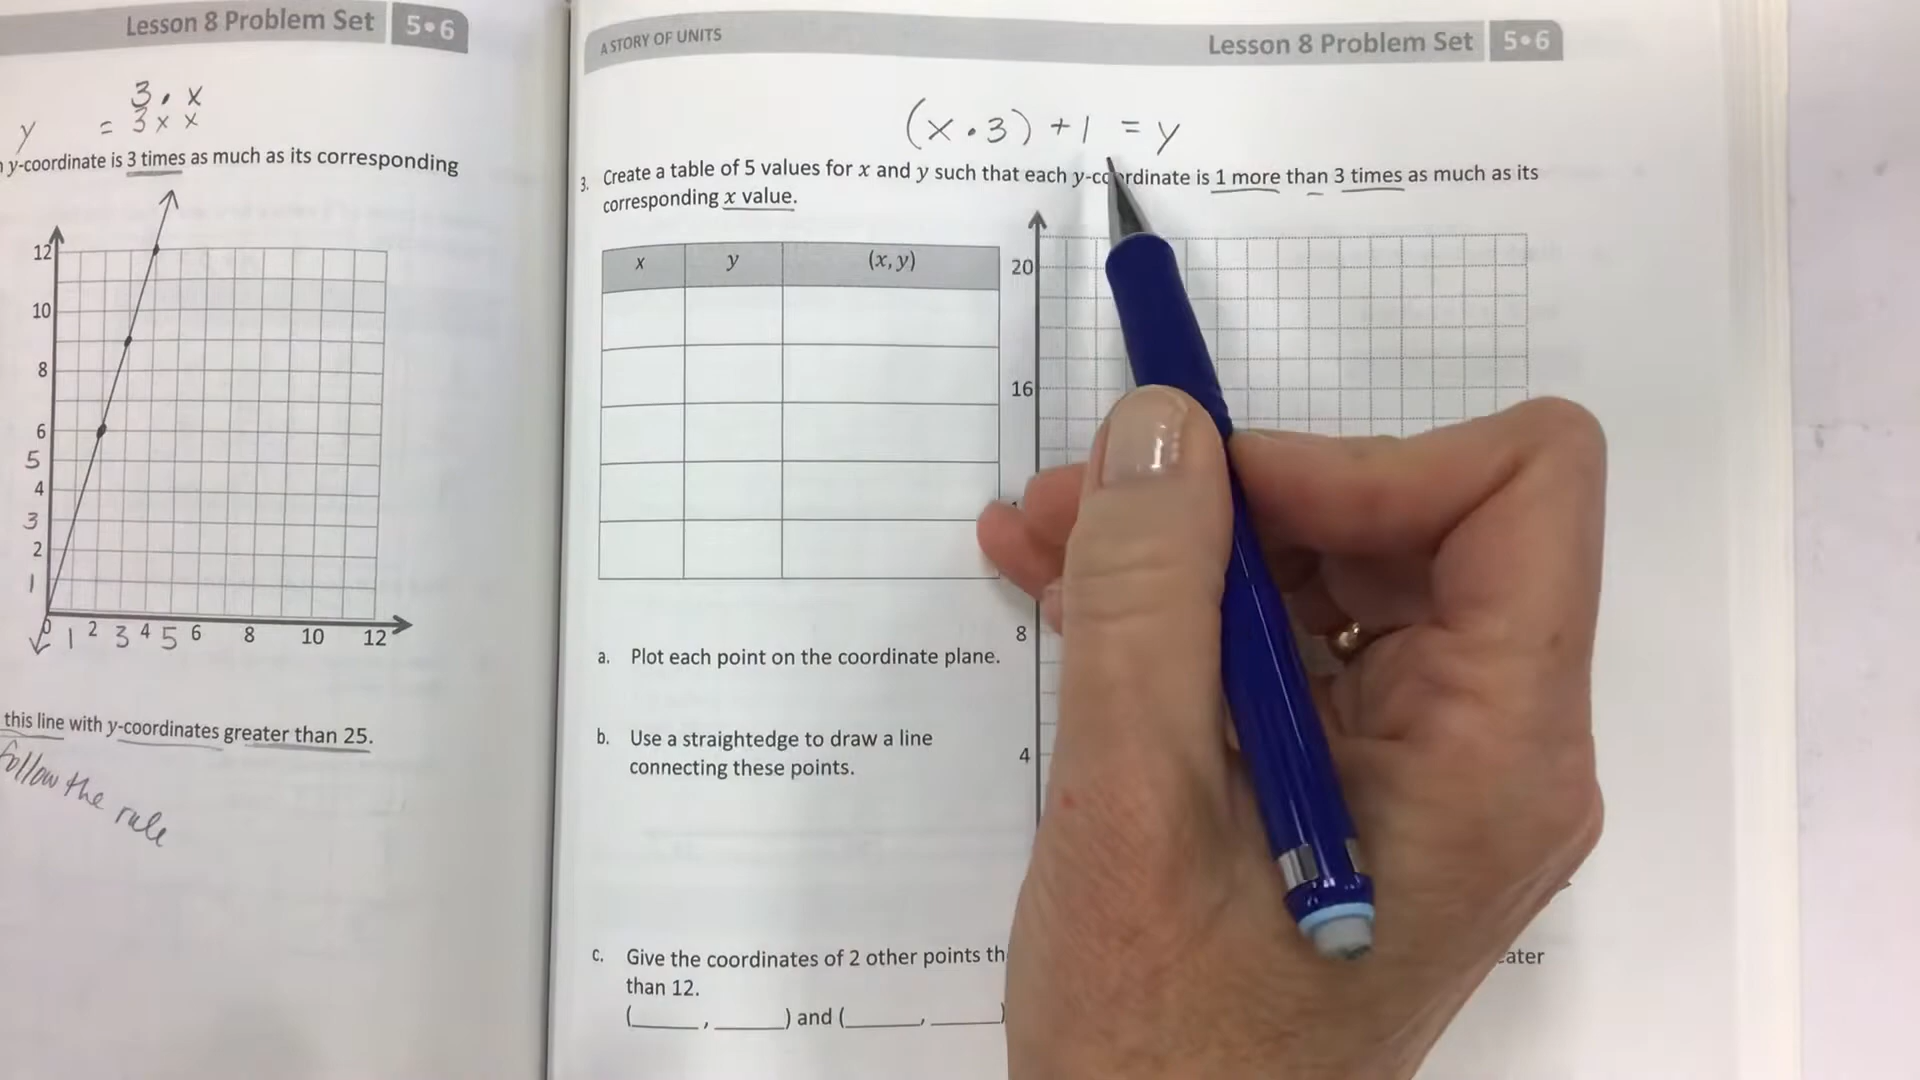 Lesson 8 Problem Set 5•6
3 • x
y = 3 x x
y-coordinate is 3 times as much as its corresponding
12
10
8
6
5
4
3
2
1
0 1 2 3 4 5 6 8 10 12
this line with y-coordinates greater than 25.
follow the rule
A STORY OF UNITS Lesson 8 Problem Set 5•6
(x • 3) + 1 = y
3. Create a table of 5 values for x and y such that each y-coordinate is 1 more than 3 times as much as its
corresponding x value.
x y (x, y)
20
16
8
4
a. Plot each point on the coordinate plane.
b. Use a straightedge to draw a line
connecting these points.
c. Give the coordinates of 2 other points
than 12.
(_____ , ______) and (______, ______)